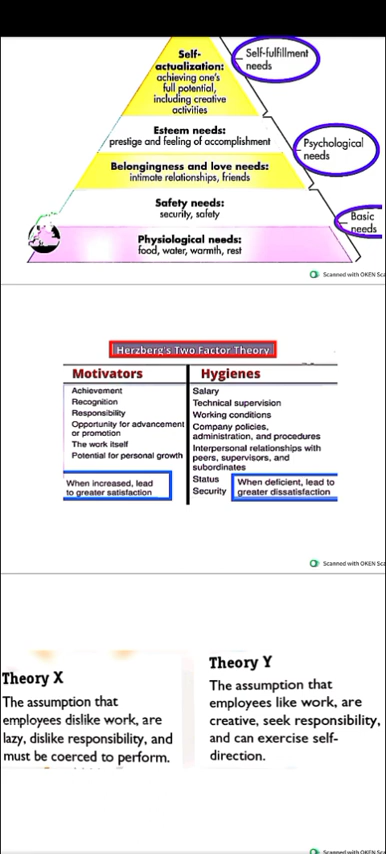 Self-
actualization:
achieving one's
full potential,
including creative
activities
Self-fulfillment
needs
Esteem needs:
prestige and feeling of accomplishment
Psychological
needs
Belongingness and love needs:
intimate relationships, friends
Safety needs:
security, safety
Basic
needs
Physiological needs:
food, water, warmth, rest
Scanned with OKEN Sca
Herzberg's Two Factor Theory
Motivators
Achievement
Recognition
Responsibility
Opportunity for advancement
or promotion
The work itself
Potential for personal growth
When increased, lead
to greater satisfaction
Hygienes
Salary
Technical supervision
Working conditions
Company policies,
administration, and procedures
Interpersonal relationships with
peers, supervisors, and
subordinates
Status
Security
When deficient, lead to
greater dissatisfaction
Scanned with OKEN Sca
Theory X
The assumption that
employees dislike work, are
lazy, dislike responsibility, and
must be coerced to perform.
Theory Y
The assumption that
employees like work, are
creative, seek responsibility,
and can exercise self-
direction.
Scanned with OKEN Sca